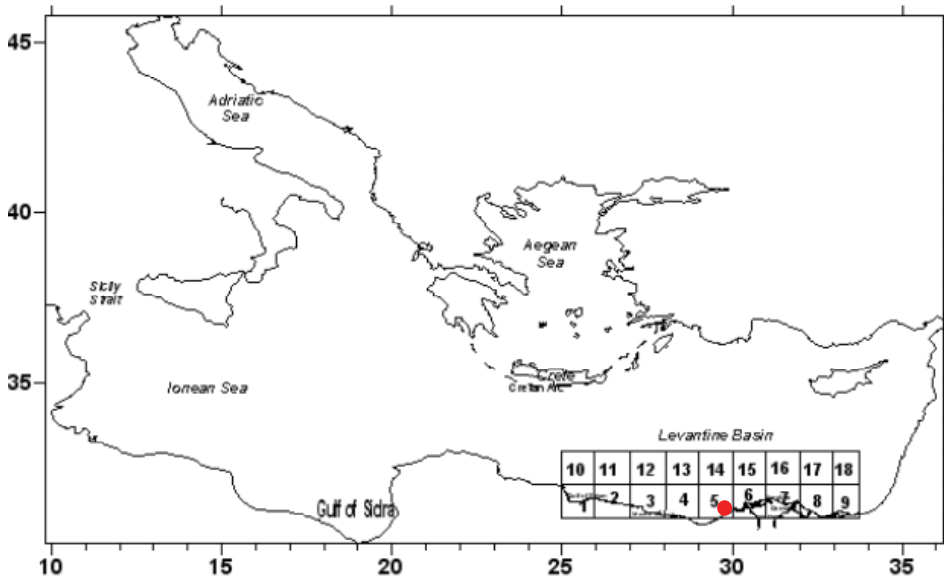 45
Adriatic
Sea
40
Aegean
Sea
Sicily
Strait
35
Ionean Sea
Crete
Cretan Arc
Levantine Basin
10 11 12 13 14 15 16 17 18
1 2 3 4 5 6 7 8 9
Gulf of Sidra
10 15 20 25 30 35